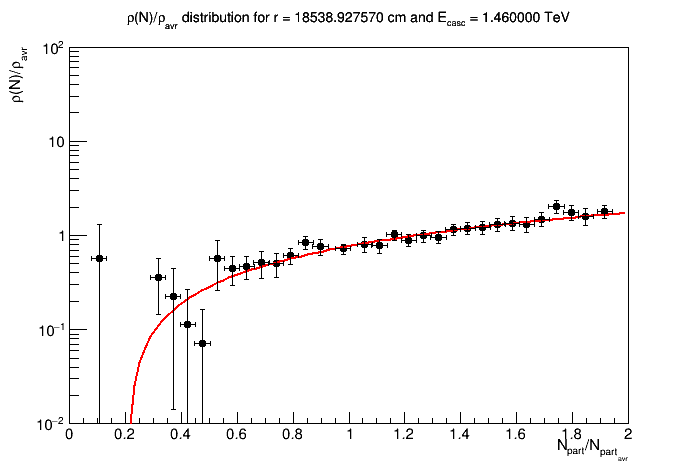 ρ(N)/ρavr distribution for r = 18538.927570 cm and Ecasc = 1.460000 TeV
ρ(N)/ρavr
10²
10
1
10⁻¹
10⁻²
0 0.2 0.4 0.6 0.8 1 1.2 1.4 1.6 1.8 2
Npart/Npartavr